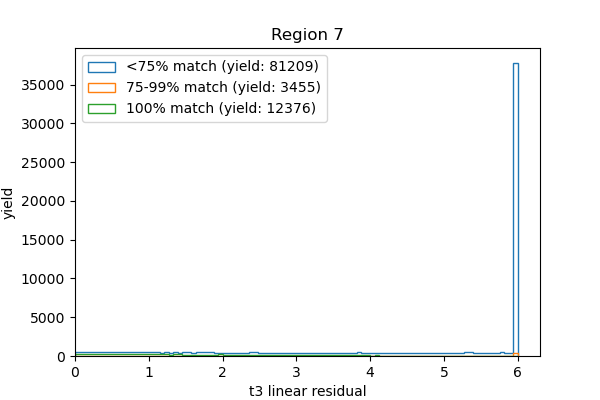 Region 7
<75% match (yield: 81209)
75-99% match (yield: 3455)
100% match (yield: 12376)
yield
35000
30000
25000
20000
15000
10000
5000
0
0 1 2 3 4 5 6
t3 linear residual